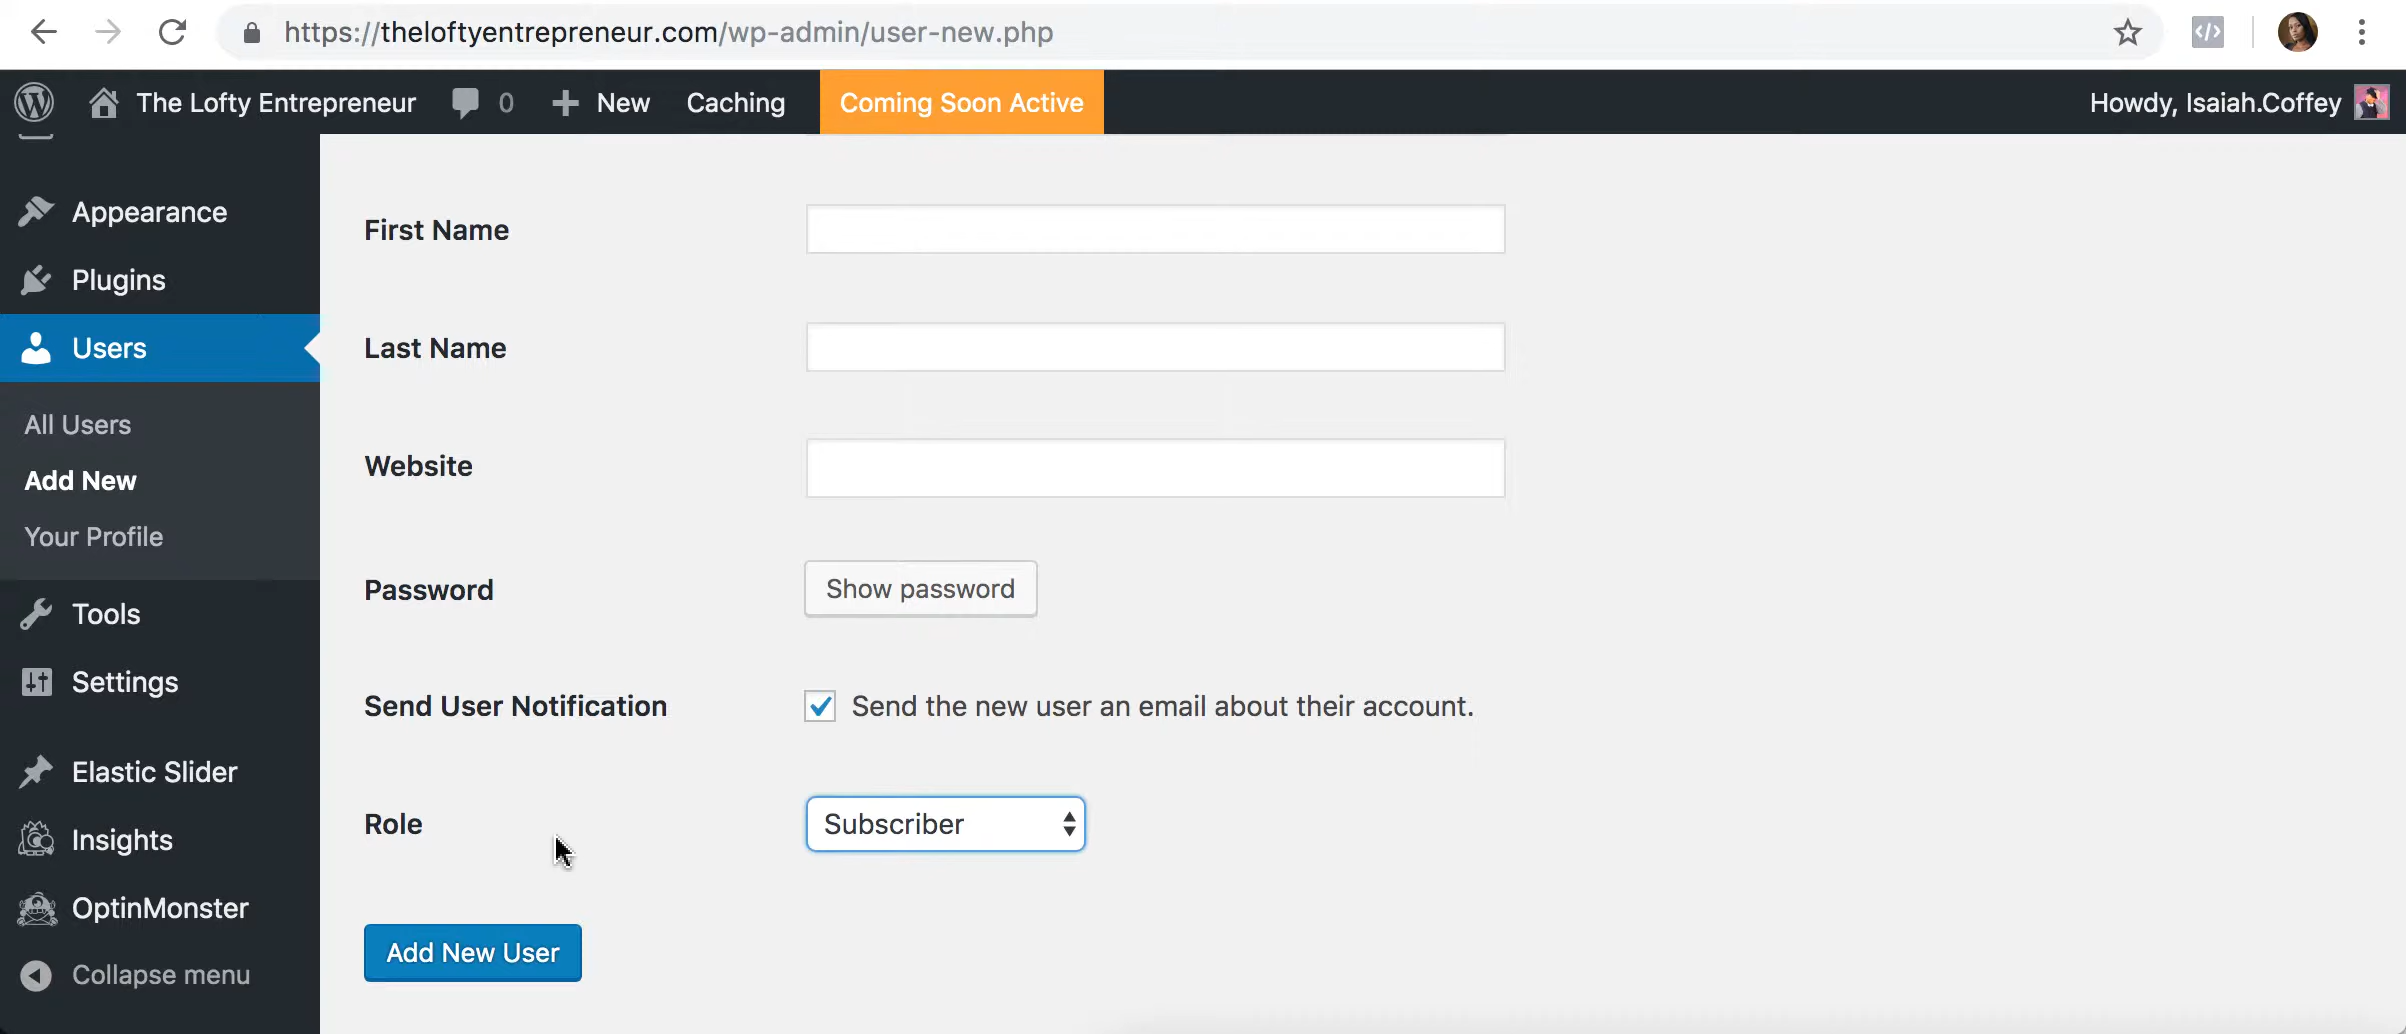 https://theloftyentrepreneur.com/wp-admin/user-new.php
The Lofty Entrepreneur
0
New
Caching
Coming Soon Active
Howdy, Isaiah.Coffey
Appearance
Plugins
Users
All Users
Add New
Your Profile
Tools
Settings
Elastic Slider
Insights
OptinMonster
Collapse menu
First Name
Last Name
Website
Password
Show password
Send User Notification
Send the new user an email about their account.
Role
Subscriber
Add New User